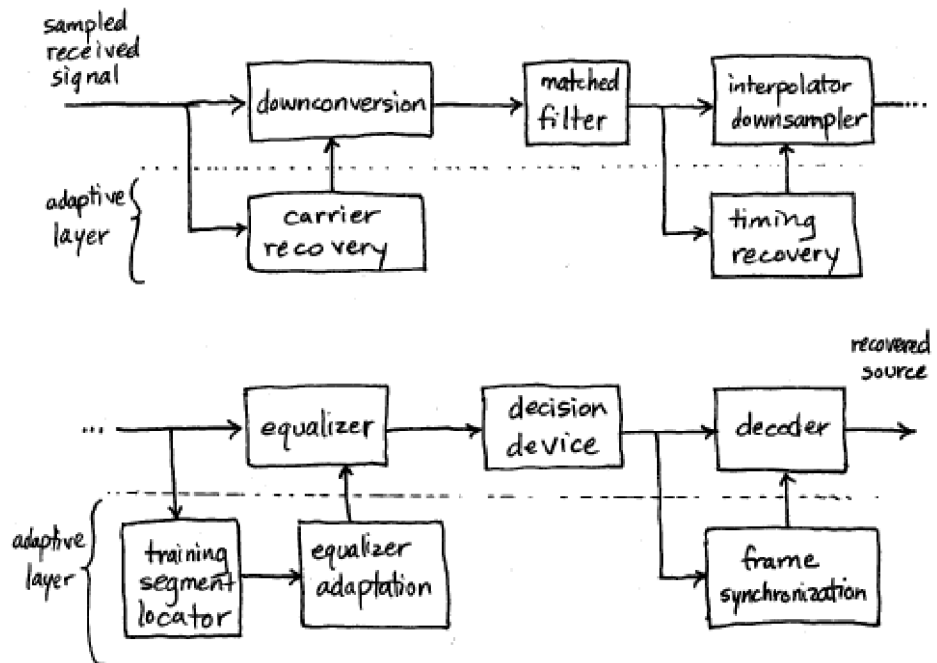 sampled
received
signal
downconversion
matched
filter
interpolator
downsampler
...
adaptive
layer
carrier
recovery
timing
recovery
recovered
source
...
equalizer
decision
device
decoder
adaptive
layer
training
segment
locator
equalizer
adaptation
frame
synchronization